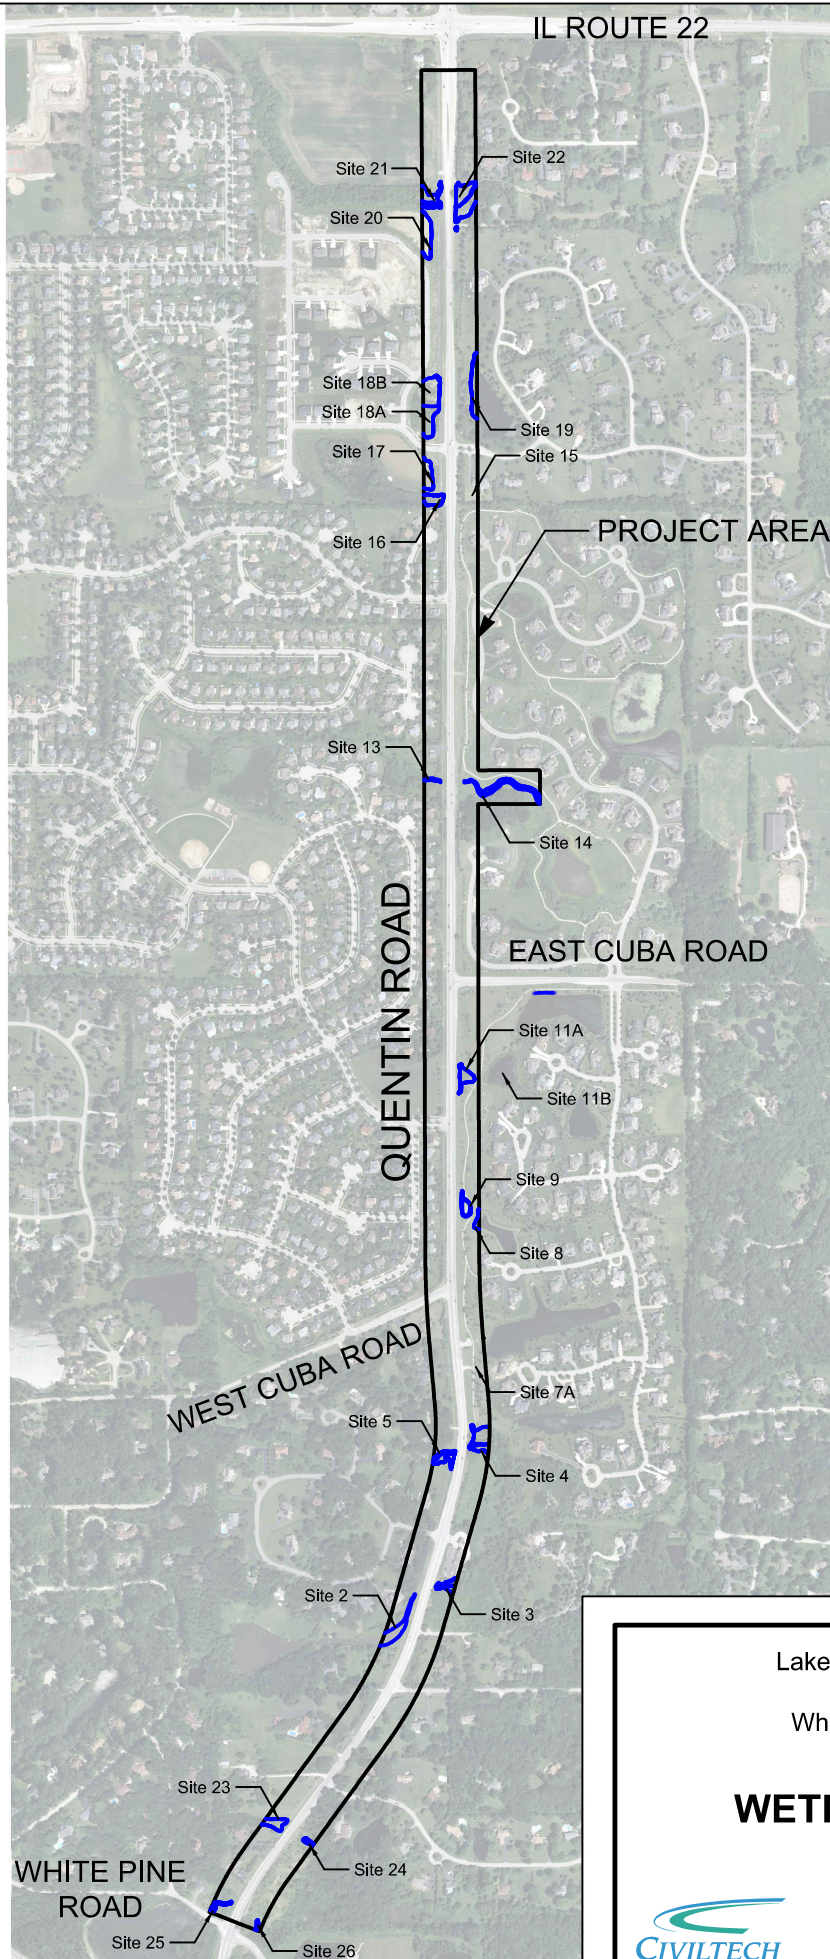 IL ROUTE 22
Site 22
Site 21
Site 20
Site 18B
Site 18A
Site 19
Site 17
Site 15
PROJECT AREA
Site 16
Site 13
Site 14
QUENTIN ROAD
EAST CUBA ROAD
Site 11A
Site 11B
Site 9
Site 8
WEST CUBA ROAD
Site 7A
Site 5
Site 4
Site 2
Site 3
Lake
Wh
WETL
Site 23
Site 24
WHITE PINE
ROAD
Site 25
Site 26
CIVILTECH